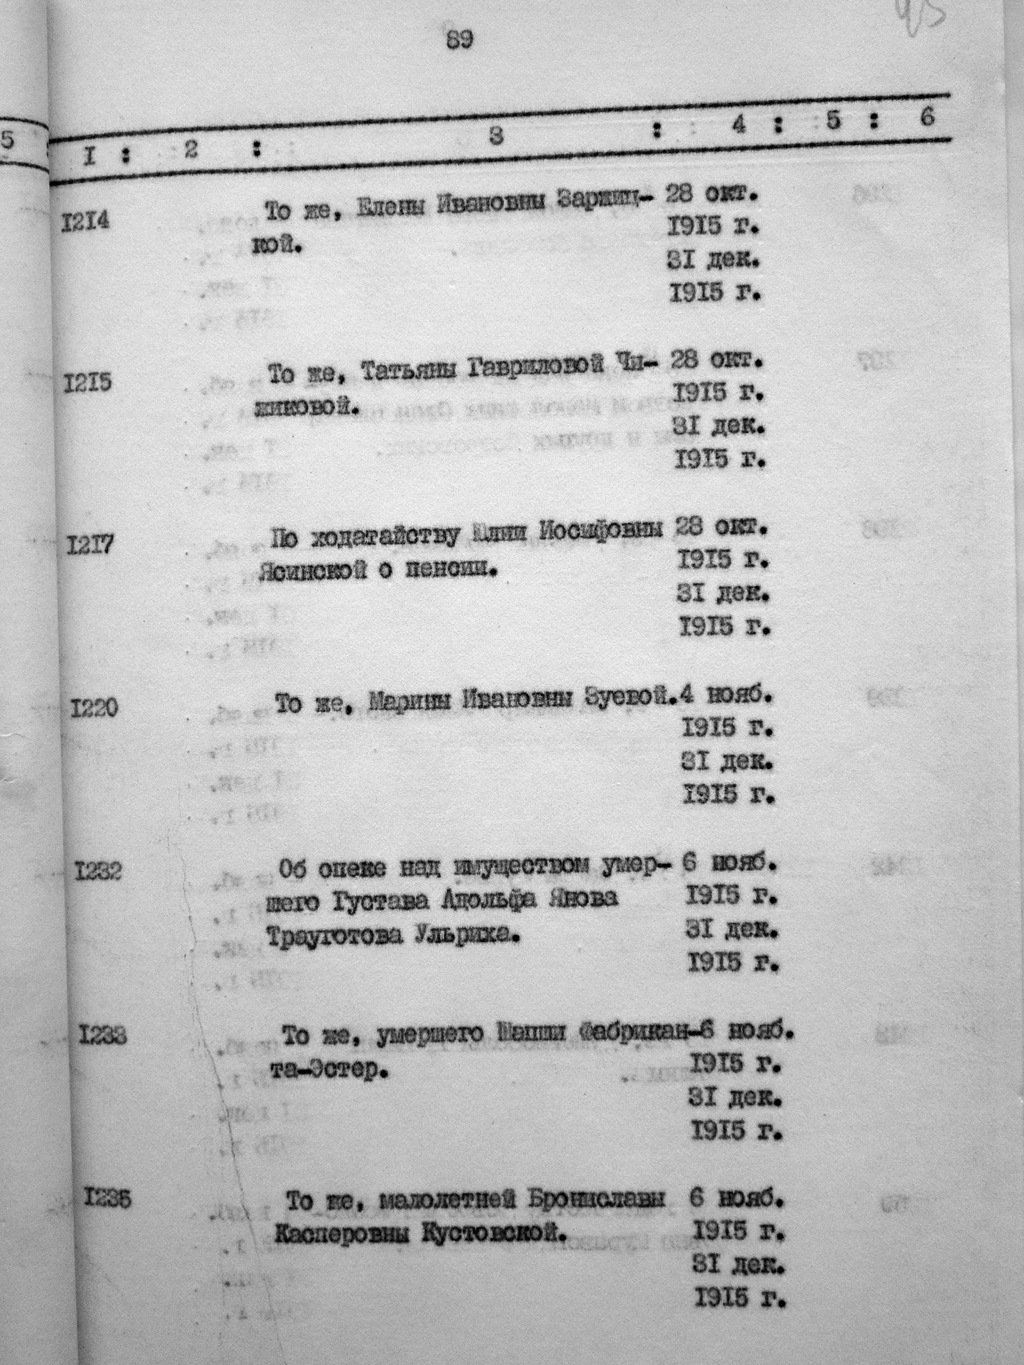 89
5
I : 2 : 3 : 4 : 5 : 6
I2I4 То же, Елены Ивановны Заржиц- 28 окт.
кой. I9I5 г.
3I дек.
I9I5 г.
I2I5 То же, Татьяны Гавриловой Чи- 28 окт.
жиковой. I9I5 г.
3I дек.
I9I5 г.
I2I7 По ходатайству Юлии Иосифовны 28 окт.
Ясинской о пенсии. I9I5 г.
3I дек.
I9I5 г.
I220 То же, Марины Ивановны Зуевой. 4 нояб.
I9I5 г.
3I дек.
I9I5 г.
I232 Об опеке над имуществом умер- 6 нояб.
шего Густава Адольфа Янова I9I5 г.
Трауготова Ульриха. 3I дек.
I9I5 г.
I233 То же, умершего Шапши Фабрикан- 6 нояб.
та-Эстер. I9I5 г.
3I дек.
I9I5 г.
I235 То же, малолетней Брониславы 6 нояб.
Касперовны Кустовской. I9I5 г.
3I дек.
I9I5 г.